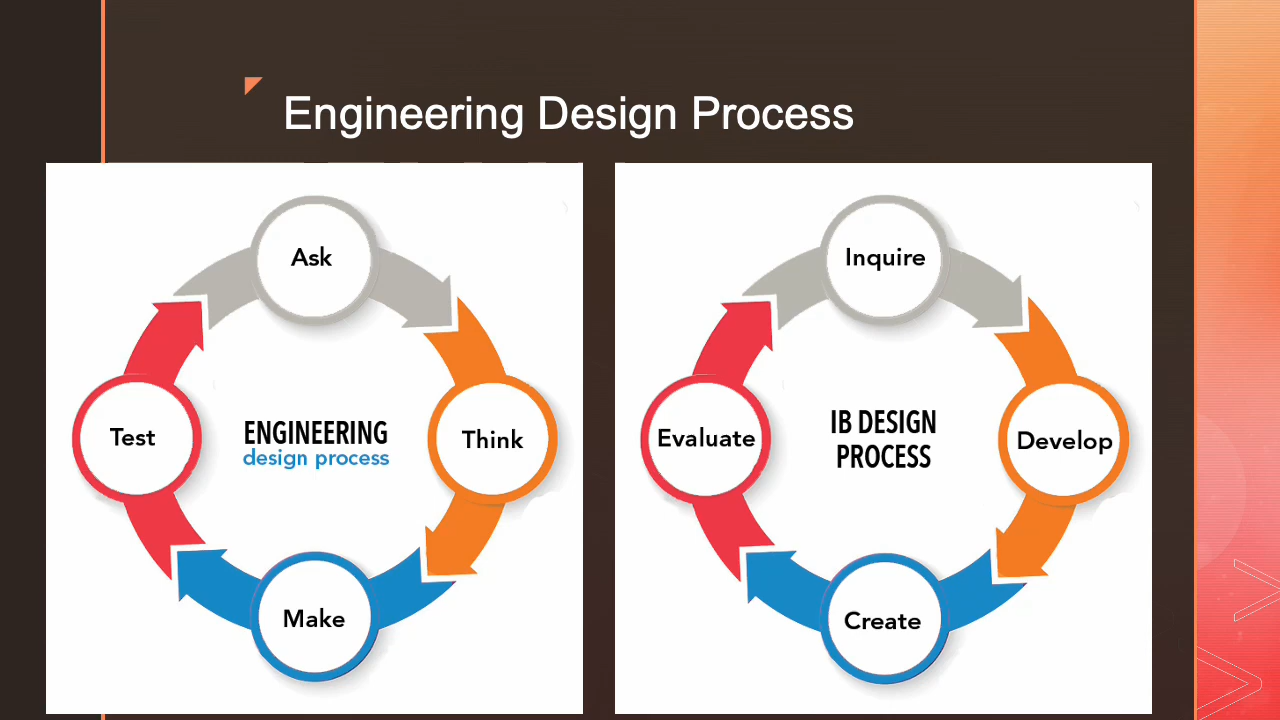 Engineering Design Process
Ask
Think
Make
Test
ENGINEERING
design process
Inquire
Develop
Create
Evaluate
IB DESIGN
PROCESS